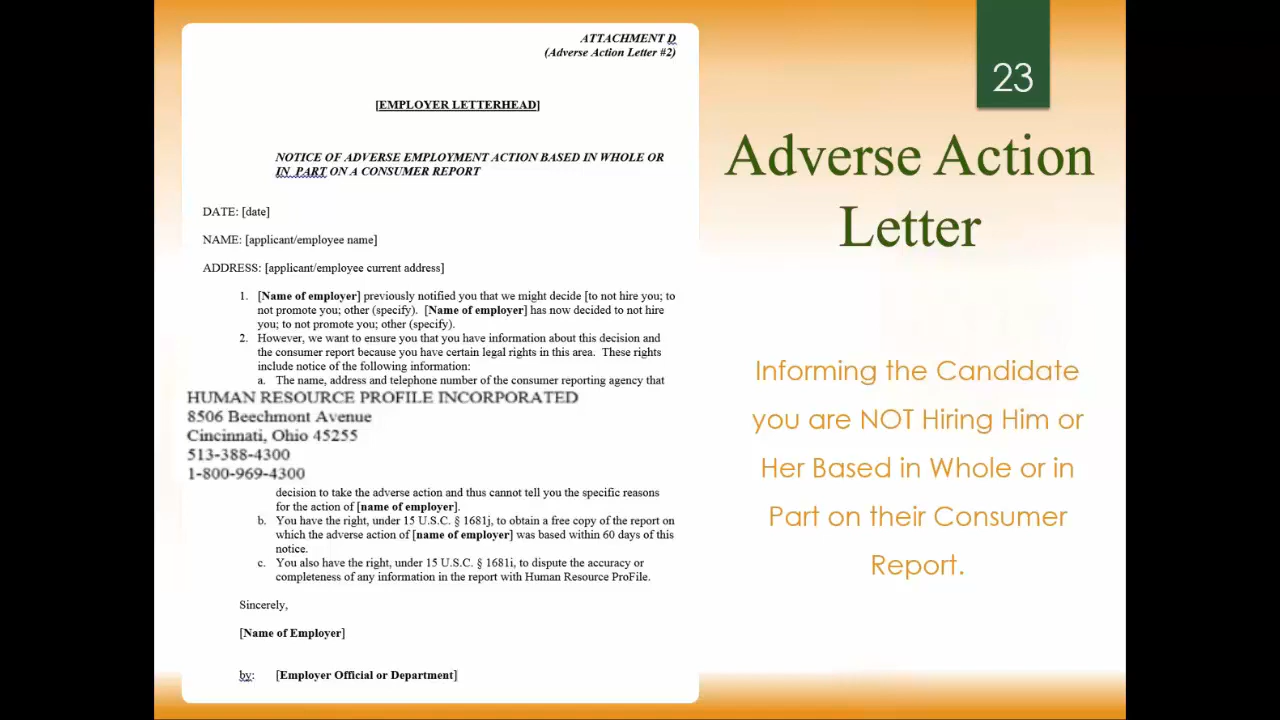 ATTACHMENT D
(Adverse Action Letter #2)
[EMPLOYER LETTERHEAD]
NOTICE OF ADVERSE EMPLOYMENT ACTION BASED IN WHOLE OR
IN PART ON A CONSUMER REPORT
DATE: [date]
NAME: [applicant/employee name]
ADDRESS: [applicant/employee current address]
1. [Name of employer] previously notified you that we might decide [to not hire you; to
not promote you; other (specify). [Name of employer] has now decided to not hire
you; to not promote you; other (specify).
2. However, we want to ensure you that you have information about this decision and
the consumer report because you have certain legal rights in this area. These rights
include notice of the following information:
a. The name, address and telephone number of the consumer reporting agency that
HUMAN RESOURCE PROFILE INCORPORATED
8506 Beechmont Avenue
Cincinnati, Ohio 45255
513-388-4300
1-800-969-4300
decision to take the adverse action and thus cannot tell you the specific reasons
for the action of [name of employer].
b. You have the right, under 15 U.S.C. § 1681j, to obtain a free copy of the report on
which the adverse action of [name of employer] was based within 60 days of this
notice.
c. You also have the right, under 15 U.S.C. § 1681i, to dispute the accuracy or
completeness of any information in the report with Human Resource ProFile.
Sincerely,
[Name of Employer]
by: [Employer Official or Department]
23
Adverse Action
Letter
Informing the Candidate
you are NOT Hiring Him or
Her Based in Whole or in
Part on their Consumer
Report.